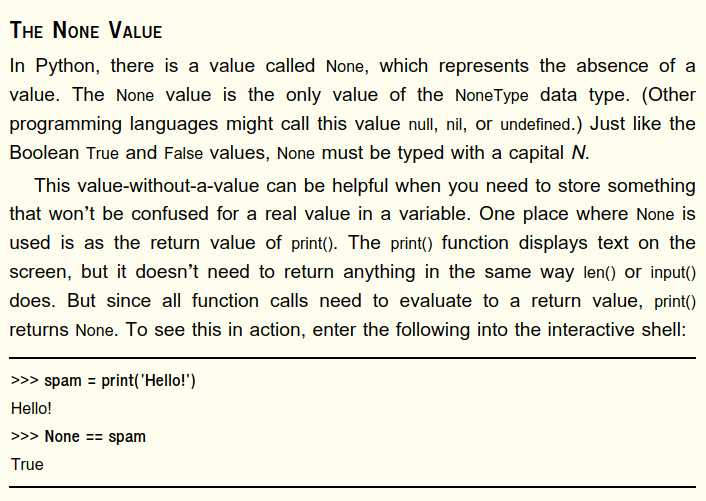 THE NONE VALUE
In Python, there is a value called None, which represents the absence of a
value. The None value is the only value of the NoneType data type. (Other
programming languages might call this value null, nil, or undefined.) Just like the
Boolean True and False values, None must be typed with a capital N.
This value-without-a-value can be helpful when you need to store something
that won’t be confused for a real value in a variable. One place where None is
used is as the return value of print(). The print() function displays text on the
screen, but it doesn’t need to return anything in the same way len() or input()
does. But since all function calls need to evaluate to a return value, print()
returns None. To see this in action, enter the following into the interactive shell:
>>> spam = print('Hello!')
Hello!
>>> None == spam
True